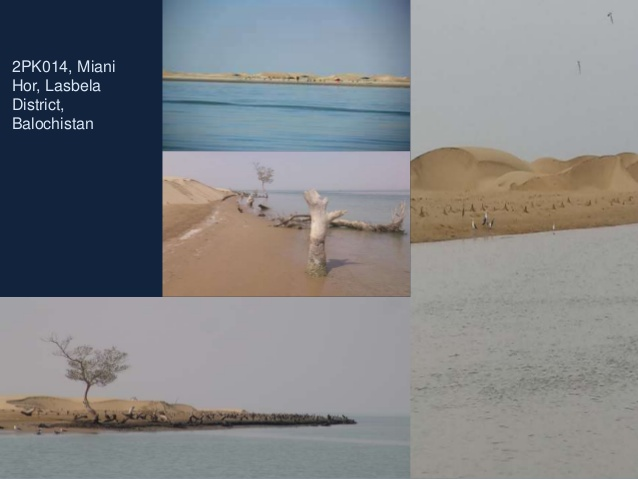 2PK014, Miani
Hor, Lasbela
District,
Balochistan